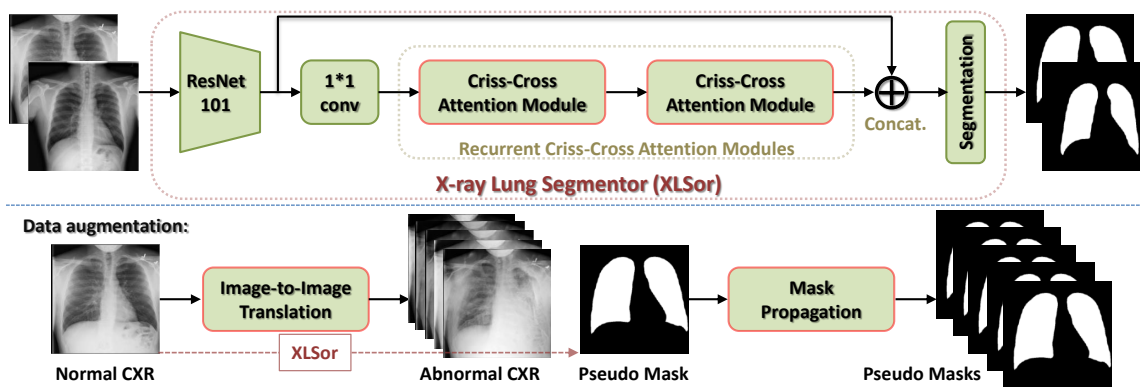 ResNet
101
1*1
conv
Criss-Cross
Attention Module
Criss-Cross
Attention Module
Concat.
Segmentation
Recurrent Criss-Cross Attention Modules
X-ray Lung Segmentor (XLSor)
Data augmentation:
Image-to-Image
Translation
Mask
Propagation
XLSor
Normal CXR
Abnormal CXR
Pseudo Mask
Pseudo Masks